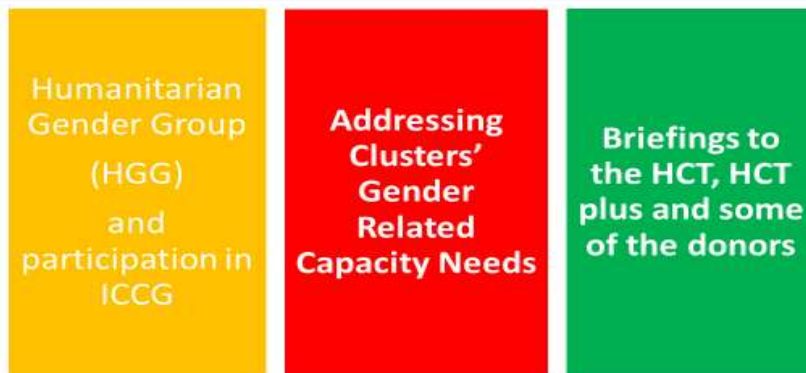 Humanitarian
Gender Group
(HGG)
and
participation in
ICCG
Addressing
Clusters’
Gender
Related
Capacity Needs
Briefings to
the HCT, HCT
plus and some
of the donors